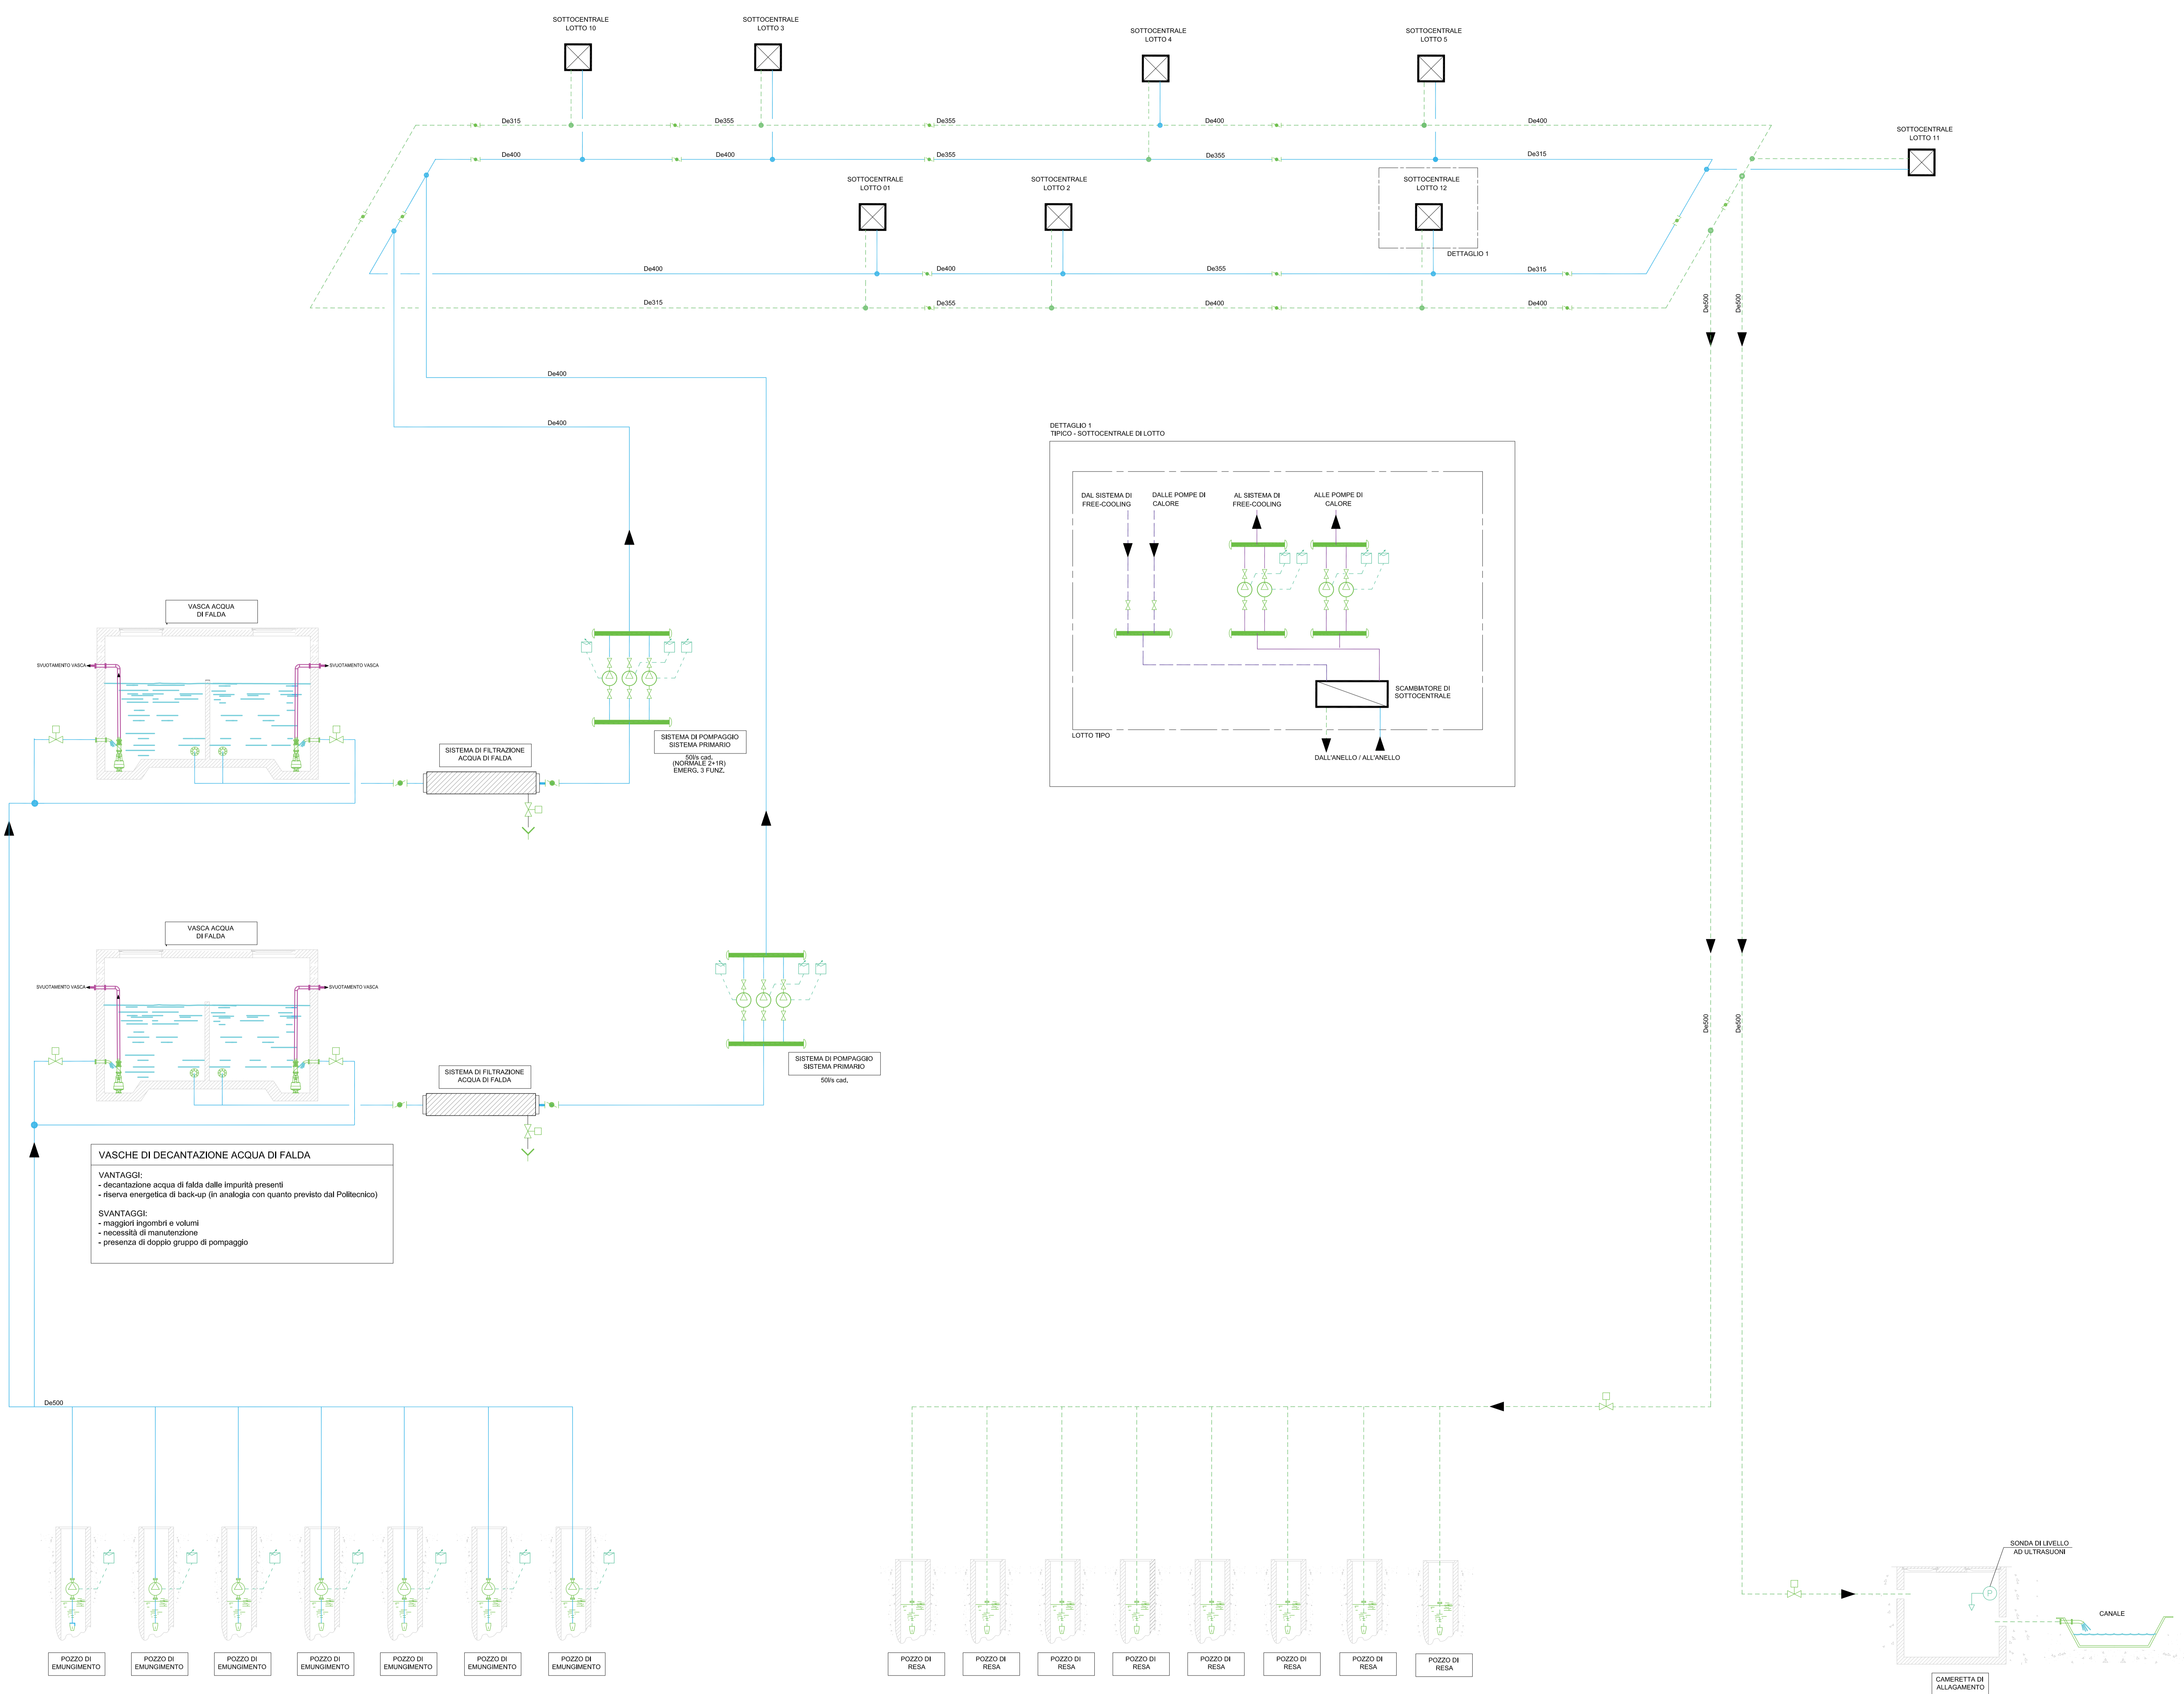 SOTTOCENTRALE
LOTTO 10
SOTTOCENTRALE
LOTTO 3
SOTTOCENTRALE
LOTTO 4
SOTTOCENTRALE
LOTTO 5
De315
De355
De355
De400
De400
SOTTOCENTRALE
LOTTO 11
De400
De400
De355
De355
De315
SOTTOCENTRALE
LOTTO 01
SOTTOCENTRALE
LOTTO 2
SOTTOCENTRALE
LOTTO 12
DETTAGLIO 1
De400
De400
De355
De315
De315
De355
De400
De400
De500
De500
De400
De400
DETTAGLIO 1
TIPICO - SOTTOCENTRALE DI LOTTO
DAL SISTEMA DI
FREE-COOLING
DALLE POMPE DI
CALORE
AL SISTEMA DI
FREE-COOLING
ALLE POMPE DI
CALORE
SCAMBIATORE DI
SOTTOCENTRALE
LOTTO TIPO
DALL'ANELLO / ALL'ANELLO
VASCA ACQUA
DI FALDA
SVUOTAMENTO VASCA
SVUOTAMENTO VASCA
SISTEMA DI FILTRAZIONE
ACQUA DI FALDA
SISTEMA DI POMPAGGIO
SISTEMA PRIMARIO
50l/s cad.
(NORMALE 2+1R)
EMERG. 3 FUNZ.
VASCA ACQUA
DI FALDA
SVUOTAMENTO VASCA
SVUOTAMENTO VASCA
SISTEMA DI FILTRAZIONE
ACQUA DI FALDA
SISTEMA DI POMPAGGIO
SISTEMA PRIMARIO
50l/s cad.
De500
De500
VASCHE DI DECANTAZIONE ACQUA DI FALDA
VANTAGGI:
- decantazione acqua di falda dalle impurità presenti
- riserva energetica di back-up (in analogia con quanto previsto dal Politecnico)
SVANTAGGI:
- maggiori ingombri e volumi
- necessità di manutenzione
- presenza di doppio gruppo di pompaggio
De500
SONDA DI LIVELLO
AD ULTRASUONI
P
CANALE
CAMERETTA DI
ALLAGAMENTO
POZZO DI
EMUNGIMENTO
POZZO DI
EMUNGIMENTO
POZZO DI
EMUNGIMENTO
POZZO DI
EMUNGIMENTO
POZZO DI
EMUNGIMENTO
POZZO DI
EMUNGIMENTO
POZZO DI
EMUNGIMENTO
POZZO DI
RESA
POZZO DI
RESA
POZZO DI
RESA
POZZO DI
RESA
POZZO DI
RESA
POZZO DI
RESA
POZZO DI
RESA
POZZO DI
RESA